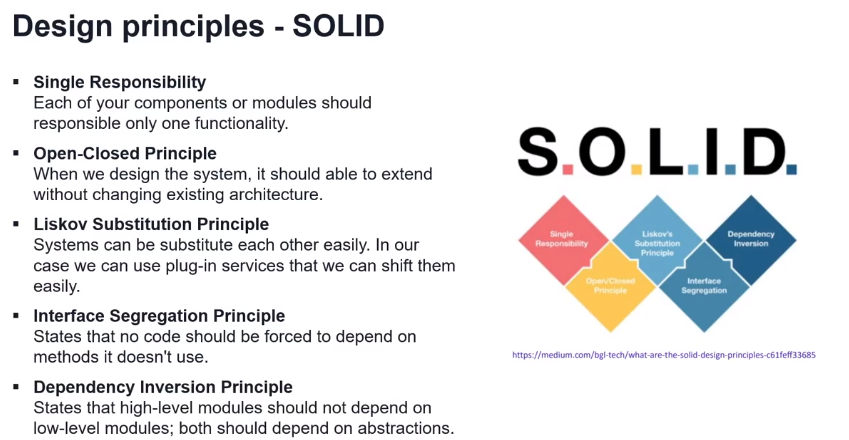 Design principles - SOLID
▪ Single Responsibility
Each of your components or modules should
responsible only one functionality.
▪ Open-Closed Principle
When we design the system, it should able to extend
without changing existing architecture.
▪ Liskov Substitution Principle
Systems can be substitute each other easily. In our
case we can use plug-in services that we can shift them
easily.
▪ Interface Segregation Principle
States that no code should be forced to depend on
methods it doesn't use.
▪ Dependency Inversion Principle
States that high-level modules should not depend on
low-level modules; both should depend on abstractions.
S.O.L.I.D.
Single
Responsibility
Liskov's
Substitution
Principle
Dependency
Inversion
Open/Closed
Principle
Interface
Segregation
https://medium.com/bgl-tech/what-are-the-solid-design-principles-c61feff33685